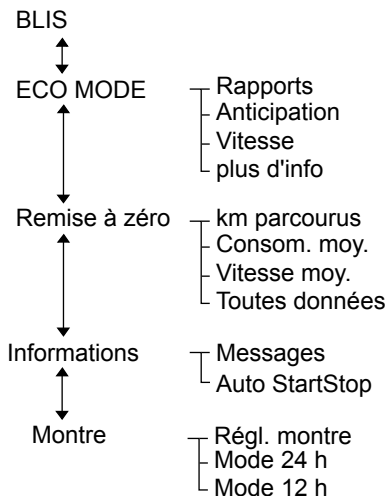 BLIS
ECO MODE
Rapports
Anticipation
Vitesse
plus d'info
Remise à zéro
km parcourus
Consom. moy.
Vitesse moy.
Toutes données
Informations
Messages
Auto StartStop
Montre
Régl. montre
Mode 24 h
Mode 12 h